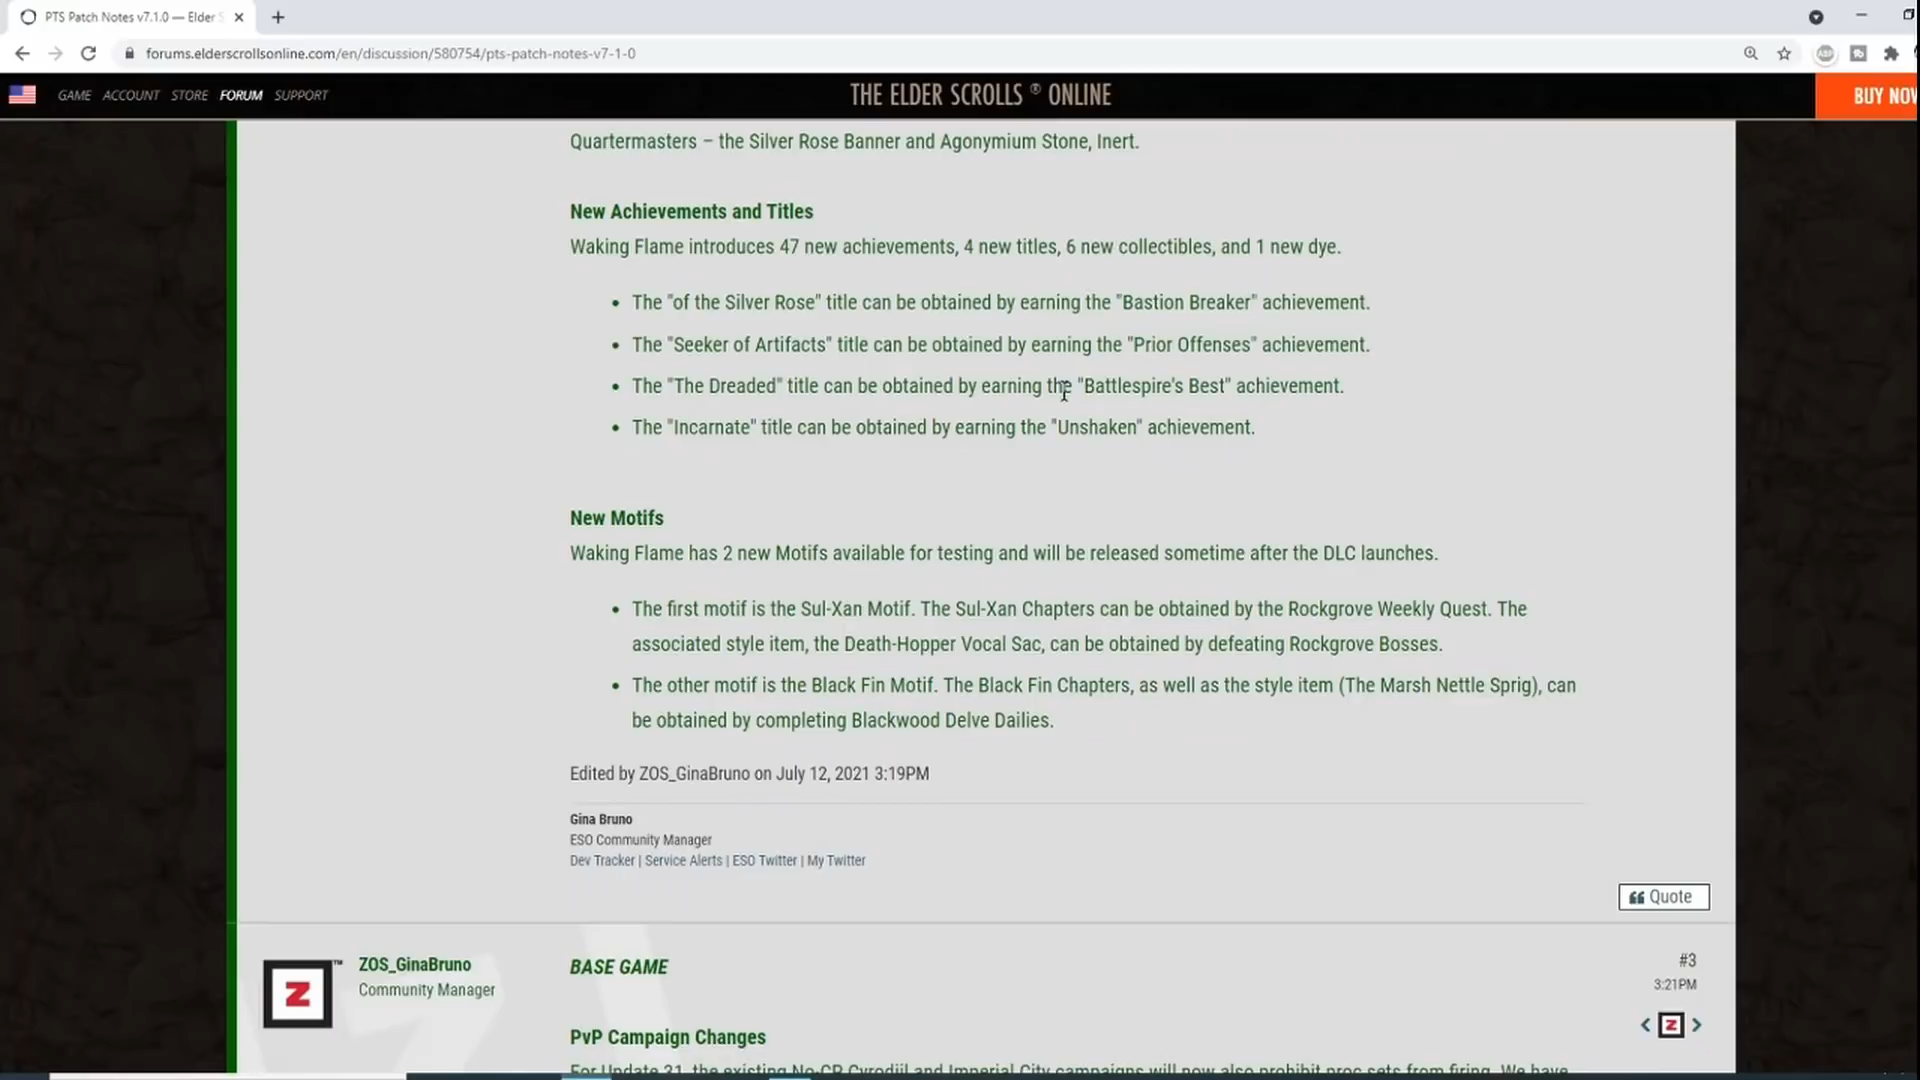 PTS Patch Notes v7.1.0 — Elder S
forums.elderscrollsonline.com/en/discussion/580754/pts-patch-notes-v7-1-0
GAME ACCOUNT STORE FORUM SUPPORT
THE ELDER SCROLLS ® ONLINE
BUY NOW
Quartermasters – the Silver Rose Banner and Agonymium Stone, Inert.
New Achievements and Titles
Waking Flame introduces 47 new achievements, 4 new titles, 6 new collectibles, and 1 new dye.
• The "of the Silver Rose" title can be obtained by earning the "Bastion Breaker" achievement.
• The "Seeker of Artifacts" title can be obtained by earning the "Prior Offenses" achievement.
• The "The Dreaded" title can be obtained by earning the "Battlespire's Best" achievement.
• The "Incarnate" title can be obtained by earning the "Unshaken" achievement.
New Motifs
Waking Flame has 2 new Motifs available for testing and will be released sometime after the DLC launches.
• The first motif is the Sul-Xan Motif. The Sul-Xan Chapters can be obtained by the Rockgrove Weekly Quest. The
associated style item, the Death-Hopper Vocal Sac, can be obtained by defeating Rockgrove Bosses.
• The other motif is the Black Fin Motif. The Black Fin Chapters, as well as the style item (The Marsh Nettle Sprig), can
be obtained by completing Blackwood Delve Dailies.
Edited by ZOS_GinaBruno on July 12, 2021 3:19PM
Gina Bruno
ESO Community Manager
Dev Tracker | Service Alerts | ESO Twitter | My Twitter
Quote
ZOS_GinaBruno
Community Manager
Z
™
BASE GAME
#3
3:21PM
< Z >
PvP Campaign Changes
For Update 31, the existing No-CP Cyrodiil and Imperial City campaigns will now also prohibit proc sets from firing. We have